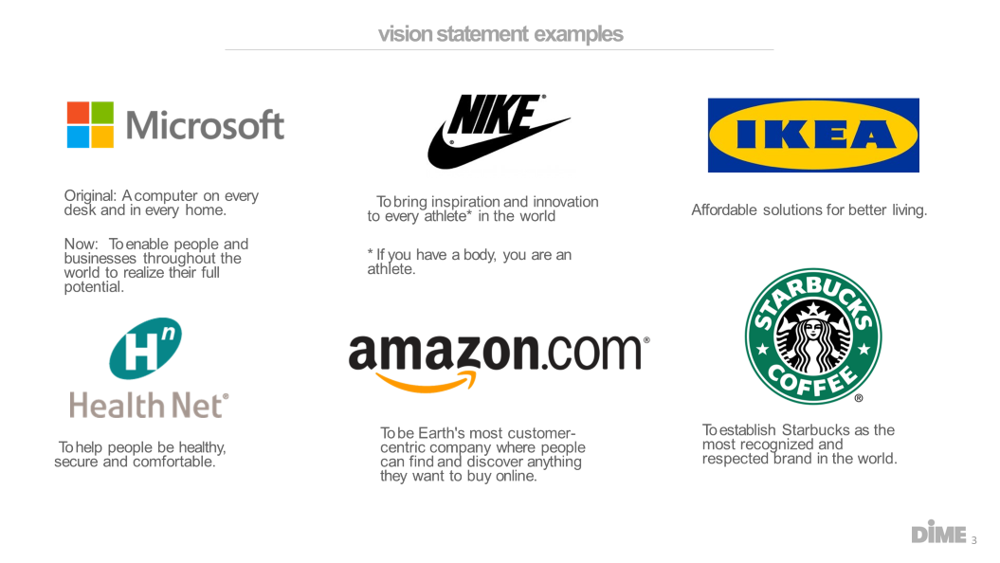 vision statement examples
Microsoft
NIKE®
®
IKEA
Original: A computer on every
desk and in every home.
Now: To enable people and
businesses throughout the
world to realize their full
potential.
To bring inspiration and innovation
to every athlete* in the world
* If you have a body, you are an
athlete.
Affordable solutions for better living.
Hn
Health Net®
To help people be healthy,
secure and comfortable.
amazon.com®
To be Earth's most customer-
centric company where people
can find and discover anything
they want to buy online.
STARBUCKS
COFFEE
®
To establish Starbucks as the
most recognized and
respected brand in the world.
DiME 3